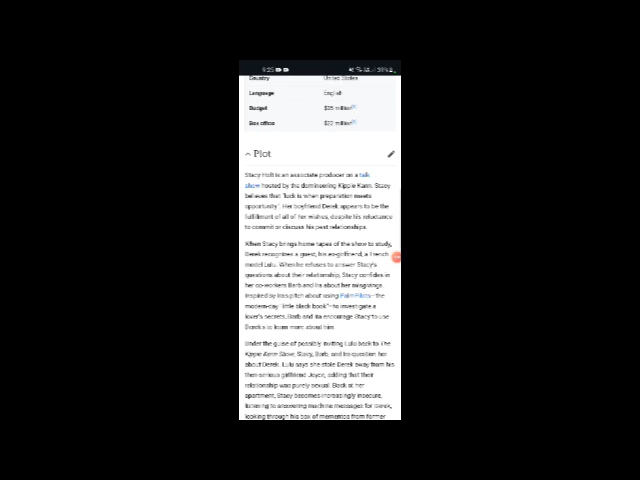 9:25
Country United States
Language English
Budget $35 million
Box office $22 million
Plot
Stacy Holt is an associate producer on a talk
show hosted by the domineering Kippie Kann. Stacy
believes that "luck is when preparation meets
opportunity". Her boyfriend Derek appears to be the
fulfillment of all of her wishes, despite his reluctance
to commit or discuss his past relationships.
When Stacy brings home tapes of the show to study,
Derek recognizes a guest, his ex-girlfriend, a French
model Lulu. When he refuses to answer Stacy's
questions about their relationship, Stacy confides in
her co-workers Barb and Ira about her misgivings.
Inspired by Ira's pitch about using Palm Pilots—the
modern-day "little black book"—to investigate a
lover's secrets, Barb and Ira encourage Stacy to use
Derek's to learn more about him.
Under the guise of possibly inviting Lulu back to The
Kippie Kann Show, Stacy, Barb, and Ira question her
about Derek. Lulu says she stole Derek away from his
then-serious girlfriend Joyce, adding that their
relationship was purely sexual. Back at her
apartment, Stacy becomes increasingly insecure,
listening to answering machine messages for Derek,
looking through his box of mementos from former